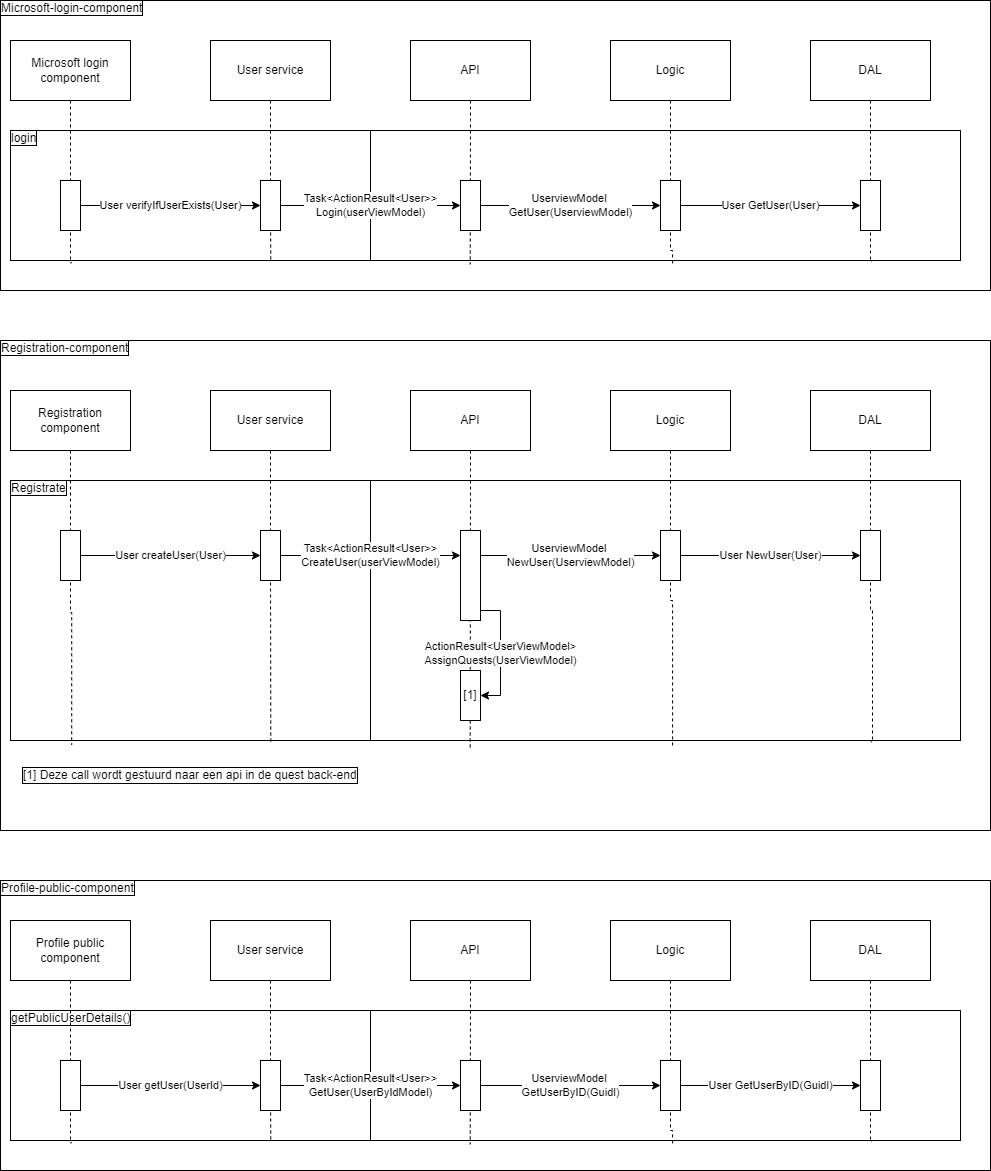 Microsoft-login-component
Microsoft login
component
User service
API
Logic
DAL
login
User verifyIfUserExists(User)
Task<ActionResult<User>>
Login(userViewModel)
UserviewModel
GetUser(UserviewModel)
User GetUser(User)
Registration-component
Registration
component
User service
API
Logic
DAL
Registrate
User createUser(User)
Task<ActionResult<User>>
CreateUser(userViewModel)
UserviewModel
NewUser(UserviewModel)
User NewUser(User)
ActionResult<UserViewModel>
AssignQuests(UserViewModel)
[1]
[1] Deze call wordt gestuurd naar een api in de quest back-end
Profile-public-component
Profile public
component
User service
API
Logic
DAL
getPublicUserDetails()
User getUser(UserId)
Task<ActionResult<User>>
GetUser(UserByIdModel)
UserviewModel
GetUserByID(GuidI)
User GetUserByID(GuidI)